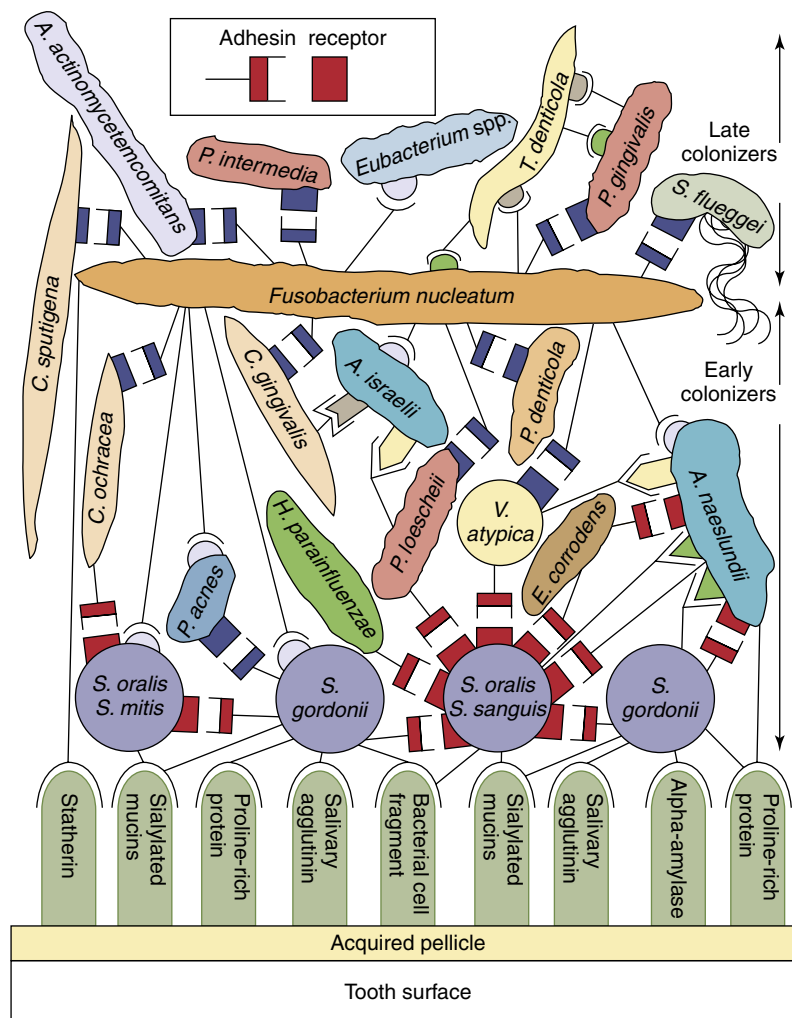 Adhesin receptor
A. actinomycetemcomitans
P. intermedia
Eubacterium spp.
T. denticola
P. gingivalis
Late
colonizers
S. flueggei
C. sputigena
Fusobacterium nucleatum
Early
colonizers
C. ochracea
C. gingivalis
A. israelii
P. denticola
A. naeslundii
P. loescheii
V.
atypica
E. corrodens
H. parainfluenzae
P. acnes
S. oralis
S. mitis
S.
gordonii
S. oralis
S. sanguis
S.
gordonii
Statherin
Sialylated
mucins
Proline-rich
protein
Salivary
agglutinin
Bacterial cell
fragment
Sialylated
mucins
Salivary
agglutinin
Alpha-amylase
Proline-rich
protein
Acquired pellicle
Tooth surface